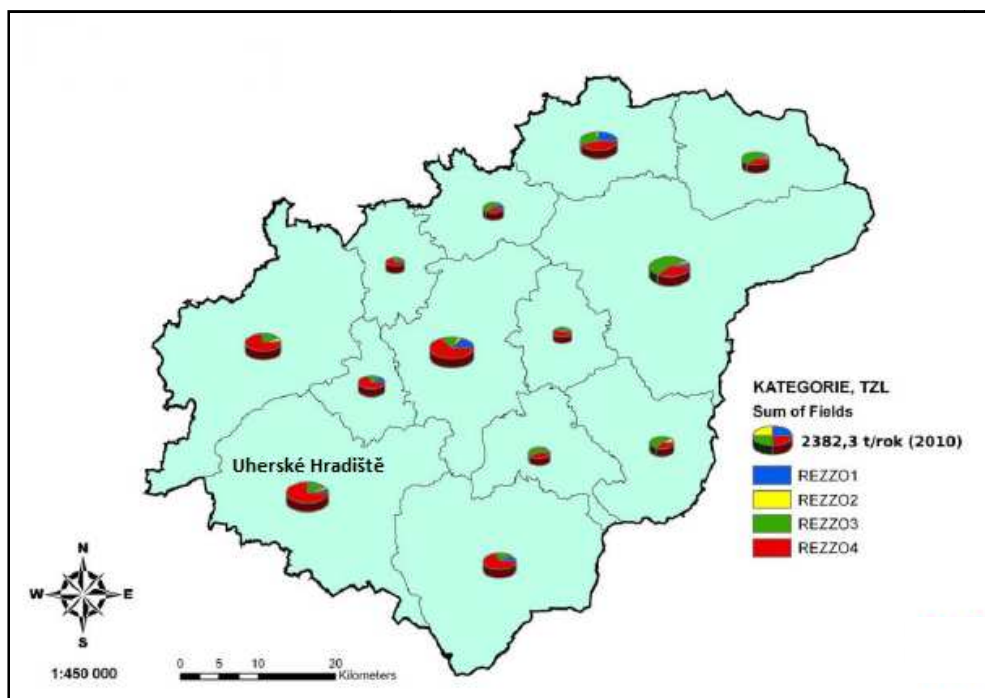 Uherské Hradiště
KATEGORIE, TZL
Sum of Fields
2382,3 t/rok (2010)
REZZO1
REZZO2
REZZO3
REZZO4
N
W E
S
1:450 000
0 5 10 20
Kilometers